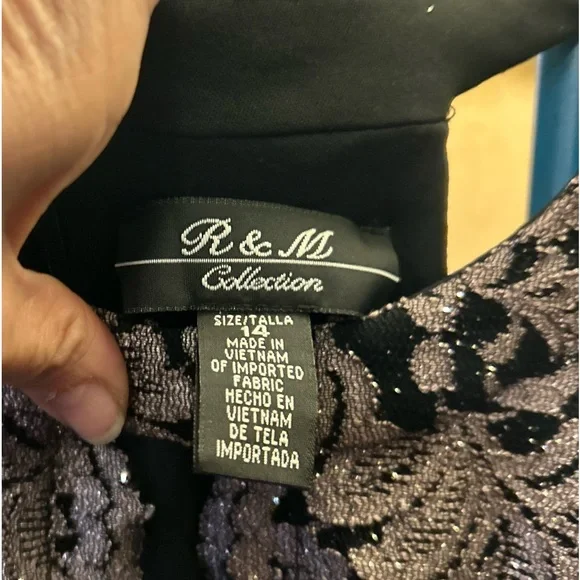 R & M
Collection
SIZE/TALLA
14
MADE IN
VIETNAM
OF IMPORTED
FABRIC
HECHO EN
VIETNAM
DE TELA
IMPORTADA